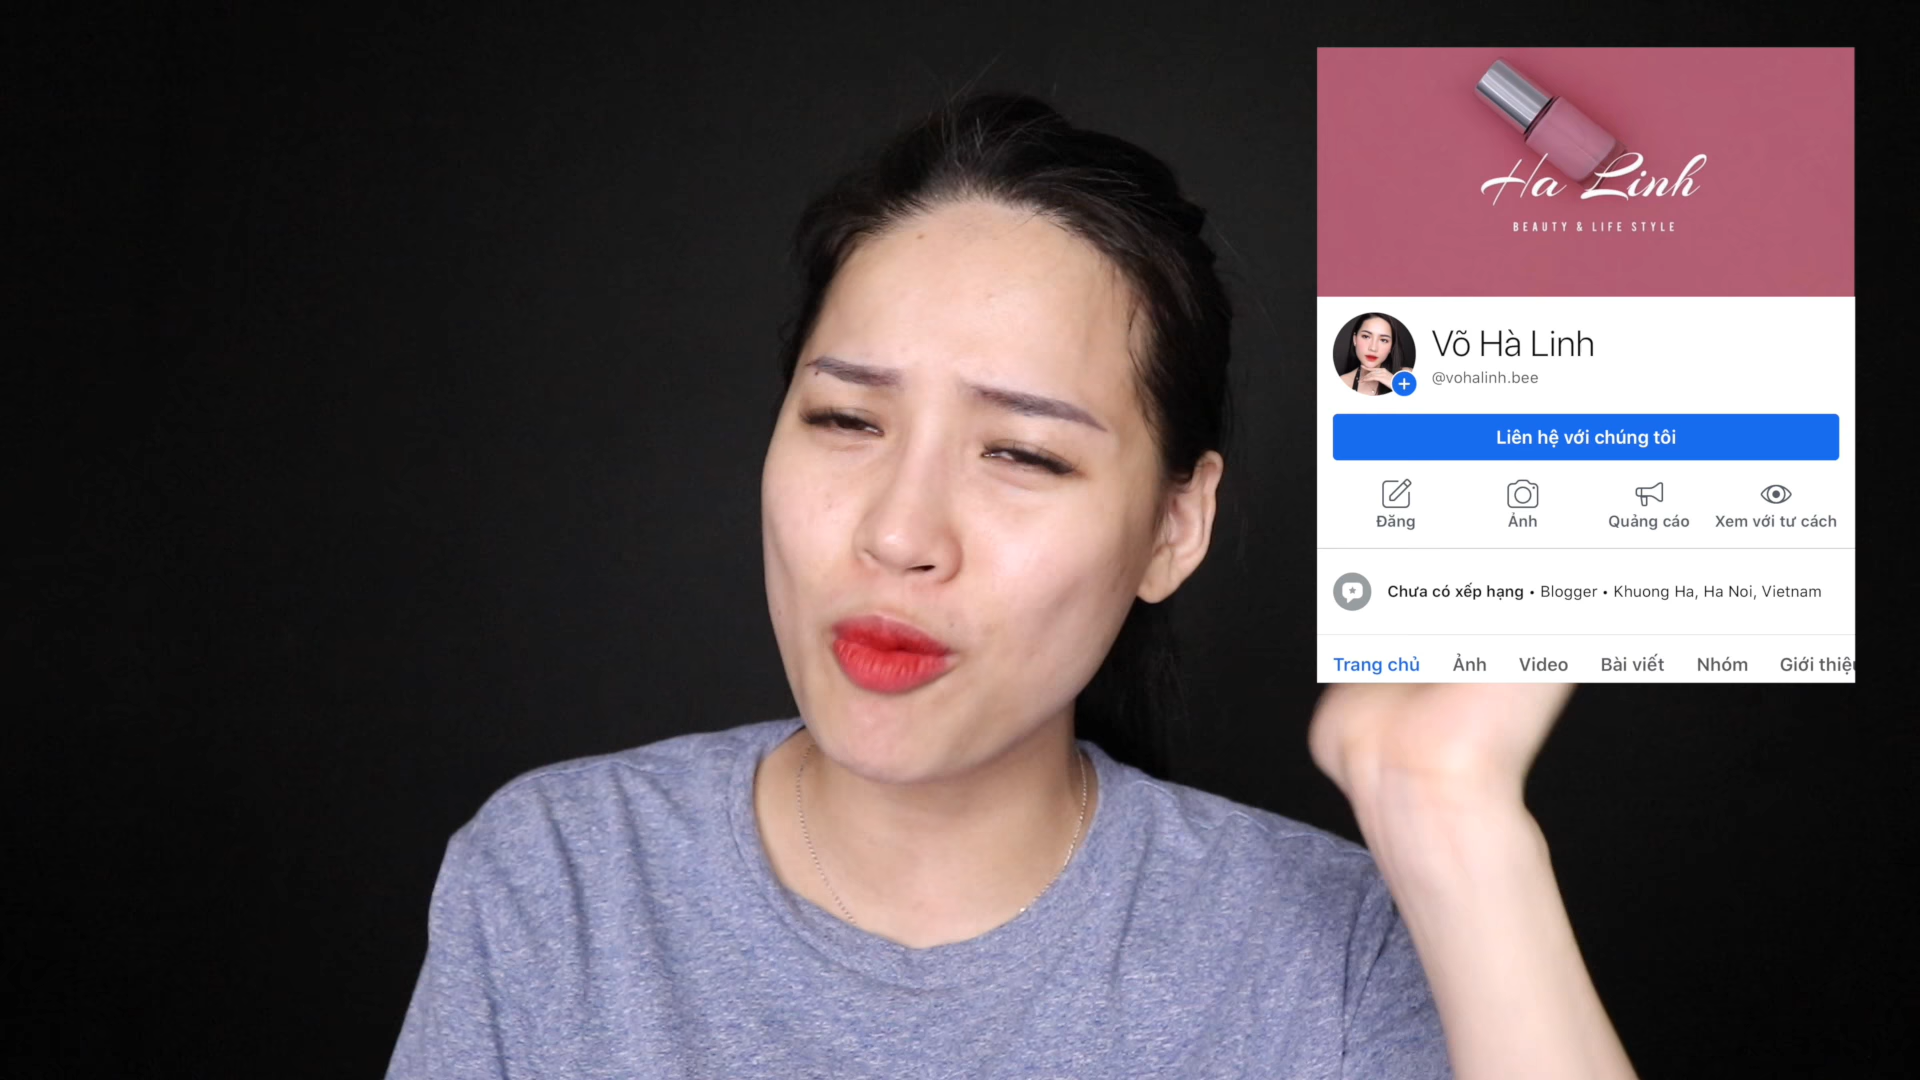 Ha Linh
BEAUTY & LIFE STYLE
Võ Hà Linh
@vohalinh.bee
Liên hệ với chúng tôi
Đăng
Ảnh
Quảng cáo
Xem với tư cách
Chưa có xếp hạng • Blogger • Khuong Ha, Ha Noi, Vietnam
Trang chủ
Ảnh
Video
Bài viết
Nhóm
Giới thiệu